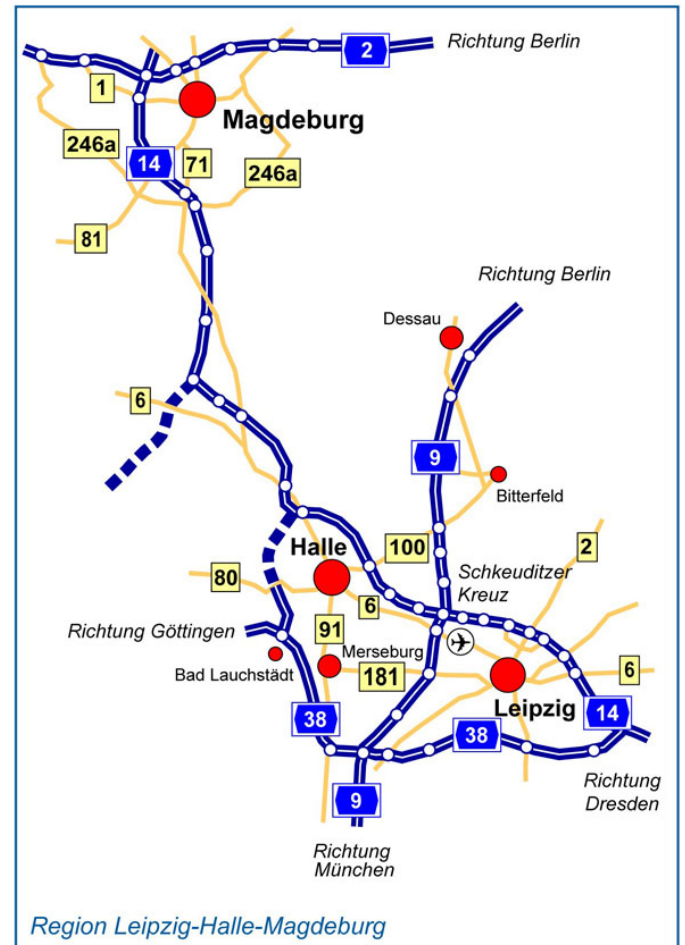 2
Richtung Berlin
1
Magdeburg
246a
14
71
246a
81
Richtung Berlin
Dessau
6
9
Bitterfeld
Halle
100
2
80
Schkeuditzer
Kreuz
6
Richtung Göttingen
91
Merseburg
Bad Lauchstädt
181
6
Leipzig
38
38
14
9
Richtung
Dresden
Richtung
München
Region Leipzig-Halle-Magdeburg